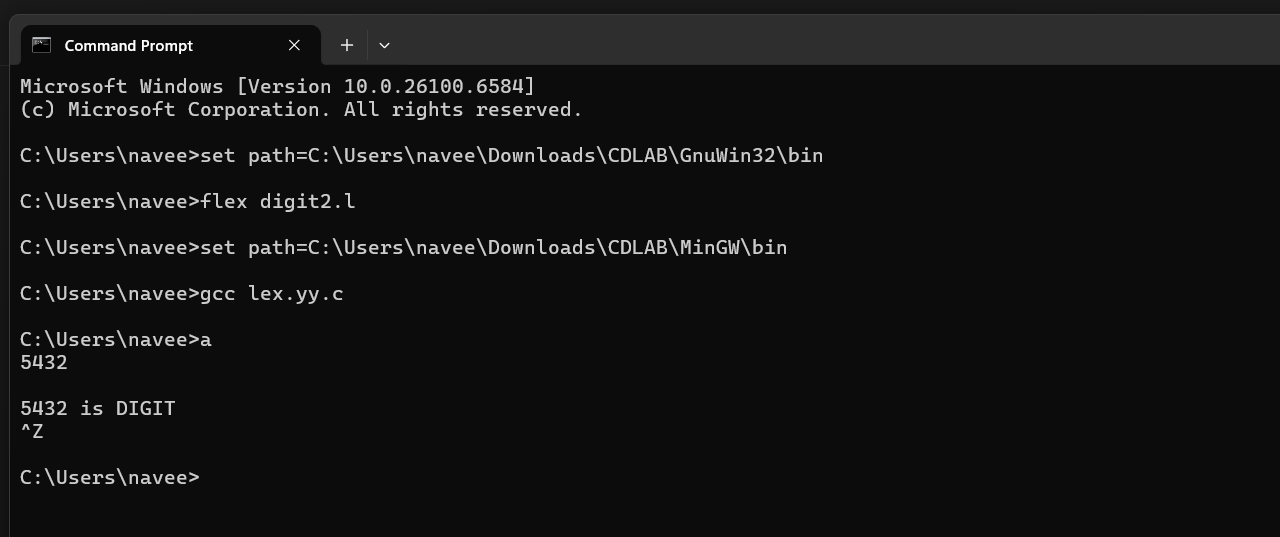 Command Prompt
Microsoft Windows [Version 10.0.26100.6584]
(c) Microsoft Corporation. All rights reserved.
C:\Users\navee>set path=C:\Users\navee\Downloads\CDLAB\GnuWin32\bin
C:\Users\navee>flex digit2.l
C:\Users\navee>set path=C:\Users\navee\Downloads\CDLAB\MinGW\bin
C:\Users\navee>gcc lex.yy.c
C:\Users\navee>a
5432
5432 is DIGIT
^Z
C:\Users\navee>